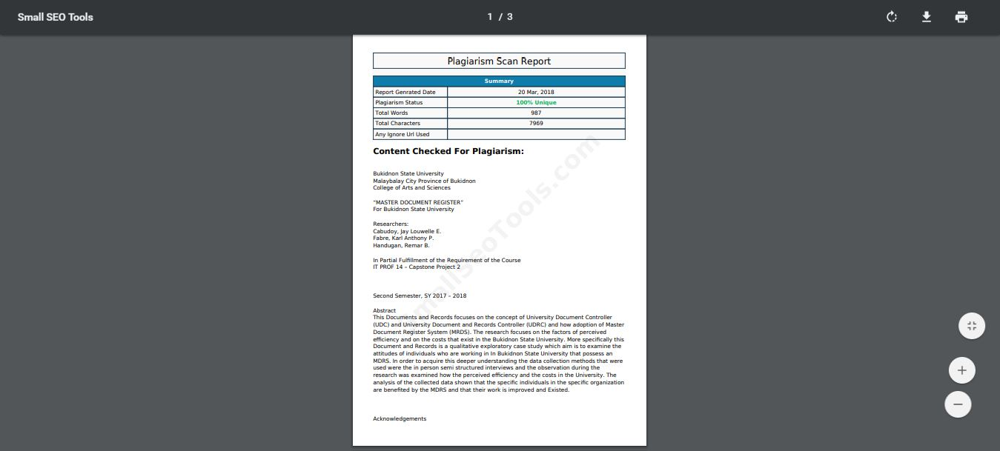 Small SEO Tools
1 / 3
Plagiarism Scan Report
Summary
Report Genrated Date 20 Mar, 2018
Plagiarism Status 100% Unique
Total Words 987
Total Characters 7969
Any Ignore Url Used
Content Checked For Plagiarism:
Bukidnon State University
Malaybalay City Province of Bukidnon
College of Arts and Sciences
“MASTER DOCUMENT REGISTER”
For Bukidnon State University
Researchers:
Cabudoy, Jay Louwelle E.
Fabre, Karl Anthony P.
Handugan, Remar B.
In Partial Fulfillment of the Requirement of the Course
IT PROF 14 – Capstone Project 2
Second Semester, SY 2017 – 2018
Abstract
This Documents and Records focuses on the concept of University Document Controller
(UDC) and University Document and Records Controller (UDRC) and how adoption of Master
Document Register System (MRDS). The research focuses on the factors of perceived
efficiency and on the costs that exist in the Bukidnon State University. More specifically this
Document and Records is a qualitative exploratory case study which aim is to examine the
attitudes of individuals who are working in In Bukidnon State University that possess an
MDRS. In order to acquire this deeper understanding the data collection methods that were
used were the in person semi structured interviews and the observation during the
research was examined how the perceived efficiency and the costs in the University. The
analysis of the collected data shown that the specific individuals in the specific organization
are benefited by the MDRS and that their work is improved and Existed.
Acknowledgements
mallSeoTools.com